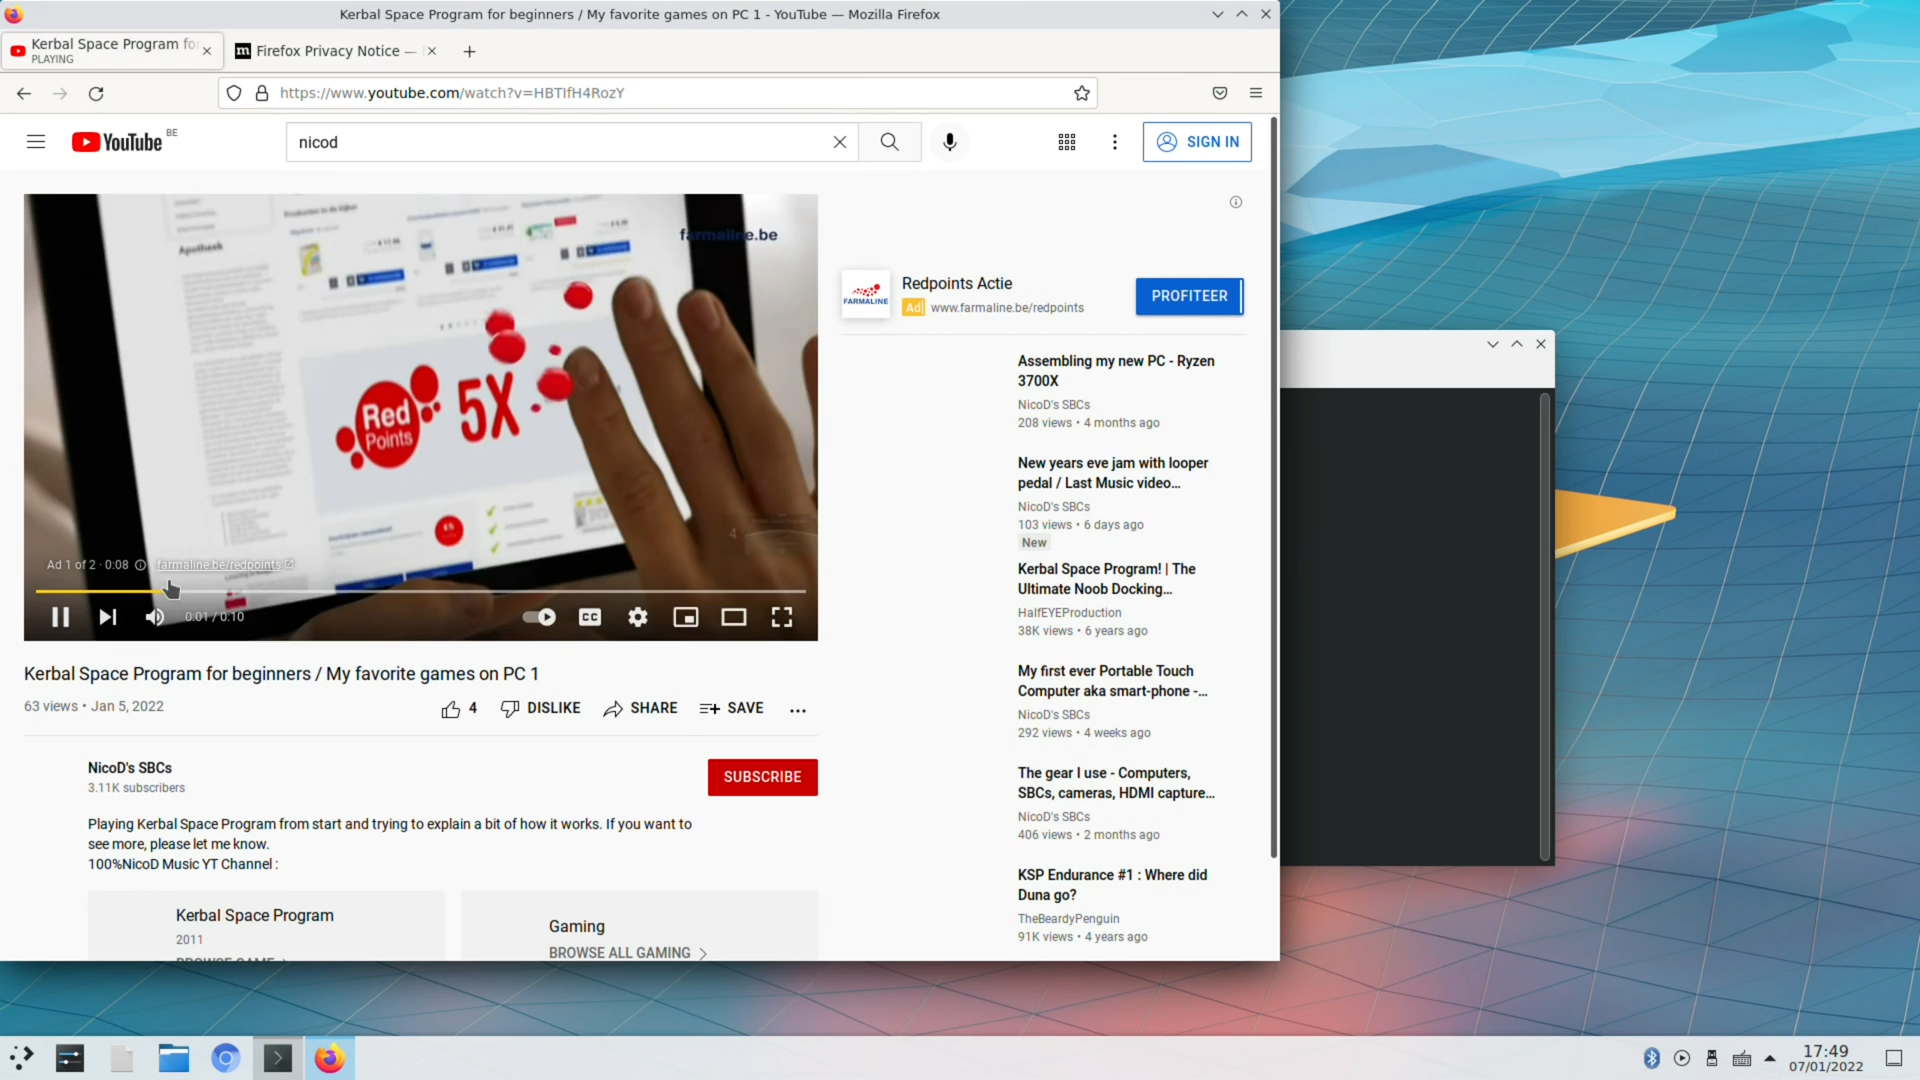 Kerbal Space Program for beginners / My favorite games on PC 1 - YouTube — Mozilla Firefox
Kerbal Space Program fo
PLAYING
Firefox Privacy Notice —
https://www.youtube.com/watch?v=HBTIfH4RozY
YouTube BE
nicod
SIGN IN
Apotheek
farmaline.be
Red Points
5X
Ad 1 of 2 · 0:08
farmaline.be/redpoints
0:01 / 0:10
CC
Redpoints Actie
FARMALINE
Ad www.farmaline.be/redpoints
PROFITEER
Assembling my new PC - Ryzen
3700X
NicoD's SBCs
208 views • 4 months ago
New years eve jam with looper
pedal / Last Music video...
NicoD's SBCs
103 views • 6 days ago
New
Kerbal Space Program! | The
Ultimate Noob Docking...
HalfEYEProduction
38K views • 6 years ago
My first ever Portable Touch
Computer aka smart-phone -...
NicoD's SBCs
292 views • 4 weeks ago
The gear I use - Computers,
SBCs, cameras, HDMI capture...
NicoD's SBCs
406 views • 2 months ago
KSP Endurance #1 : Where did
Duna go?
TheBeardyPenguin
91K views • 4 years ago
Kerbal Space Program for beginners / My favorite games on PC 1
63 views • Jan 5, 2022
4
DISLIKE
SHARE
SAVE
NicoD's SBCs
3.11K subscribers
SUBSCRIBE
Playing Kerbal Space Program from start and trying to explain a bit of how it works. If you want to
see more, please let me know.
100%NicoD Music YT Channel :
Kerbal Space Program
2011
BROWSE GAME
Gaming
BROWSE ALL GAMING
17:49
07/01/2022